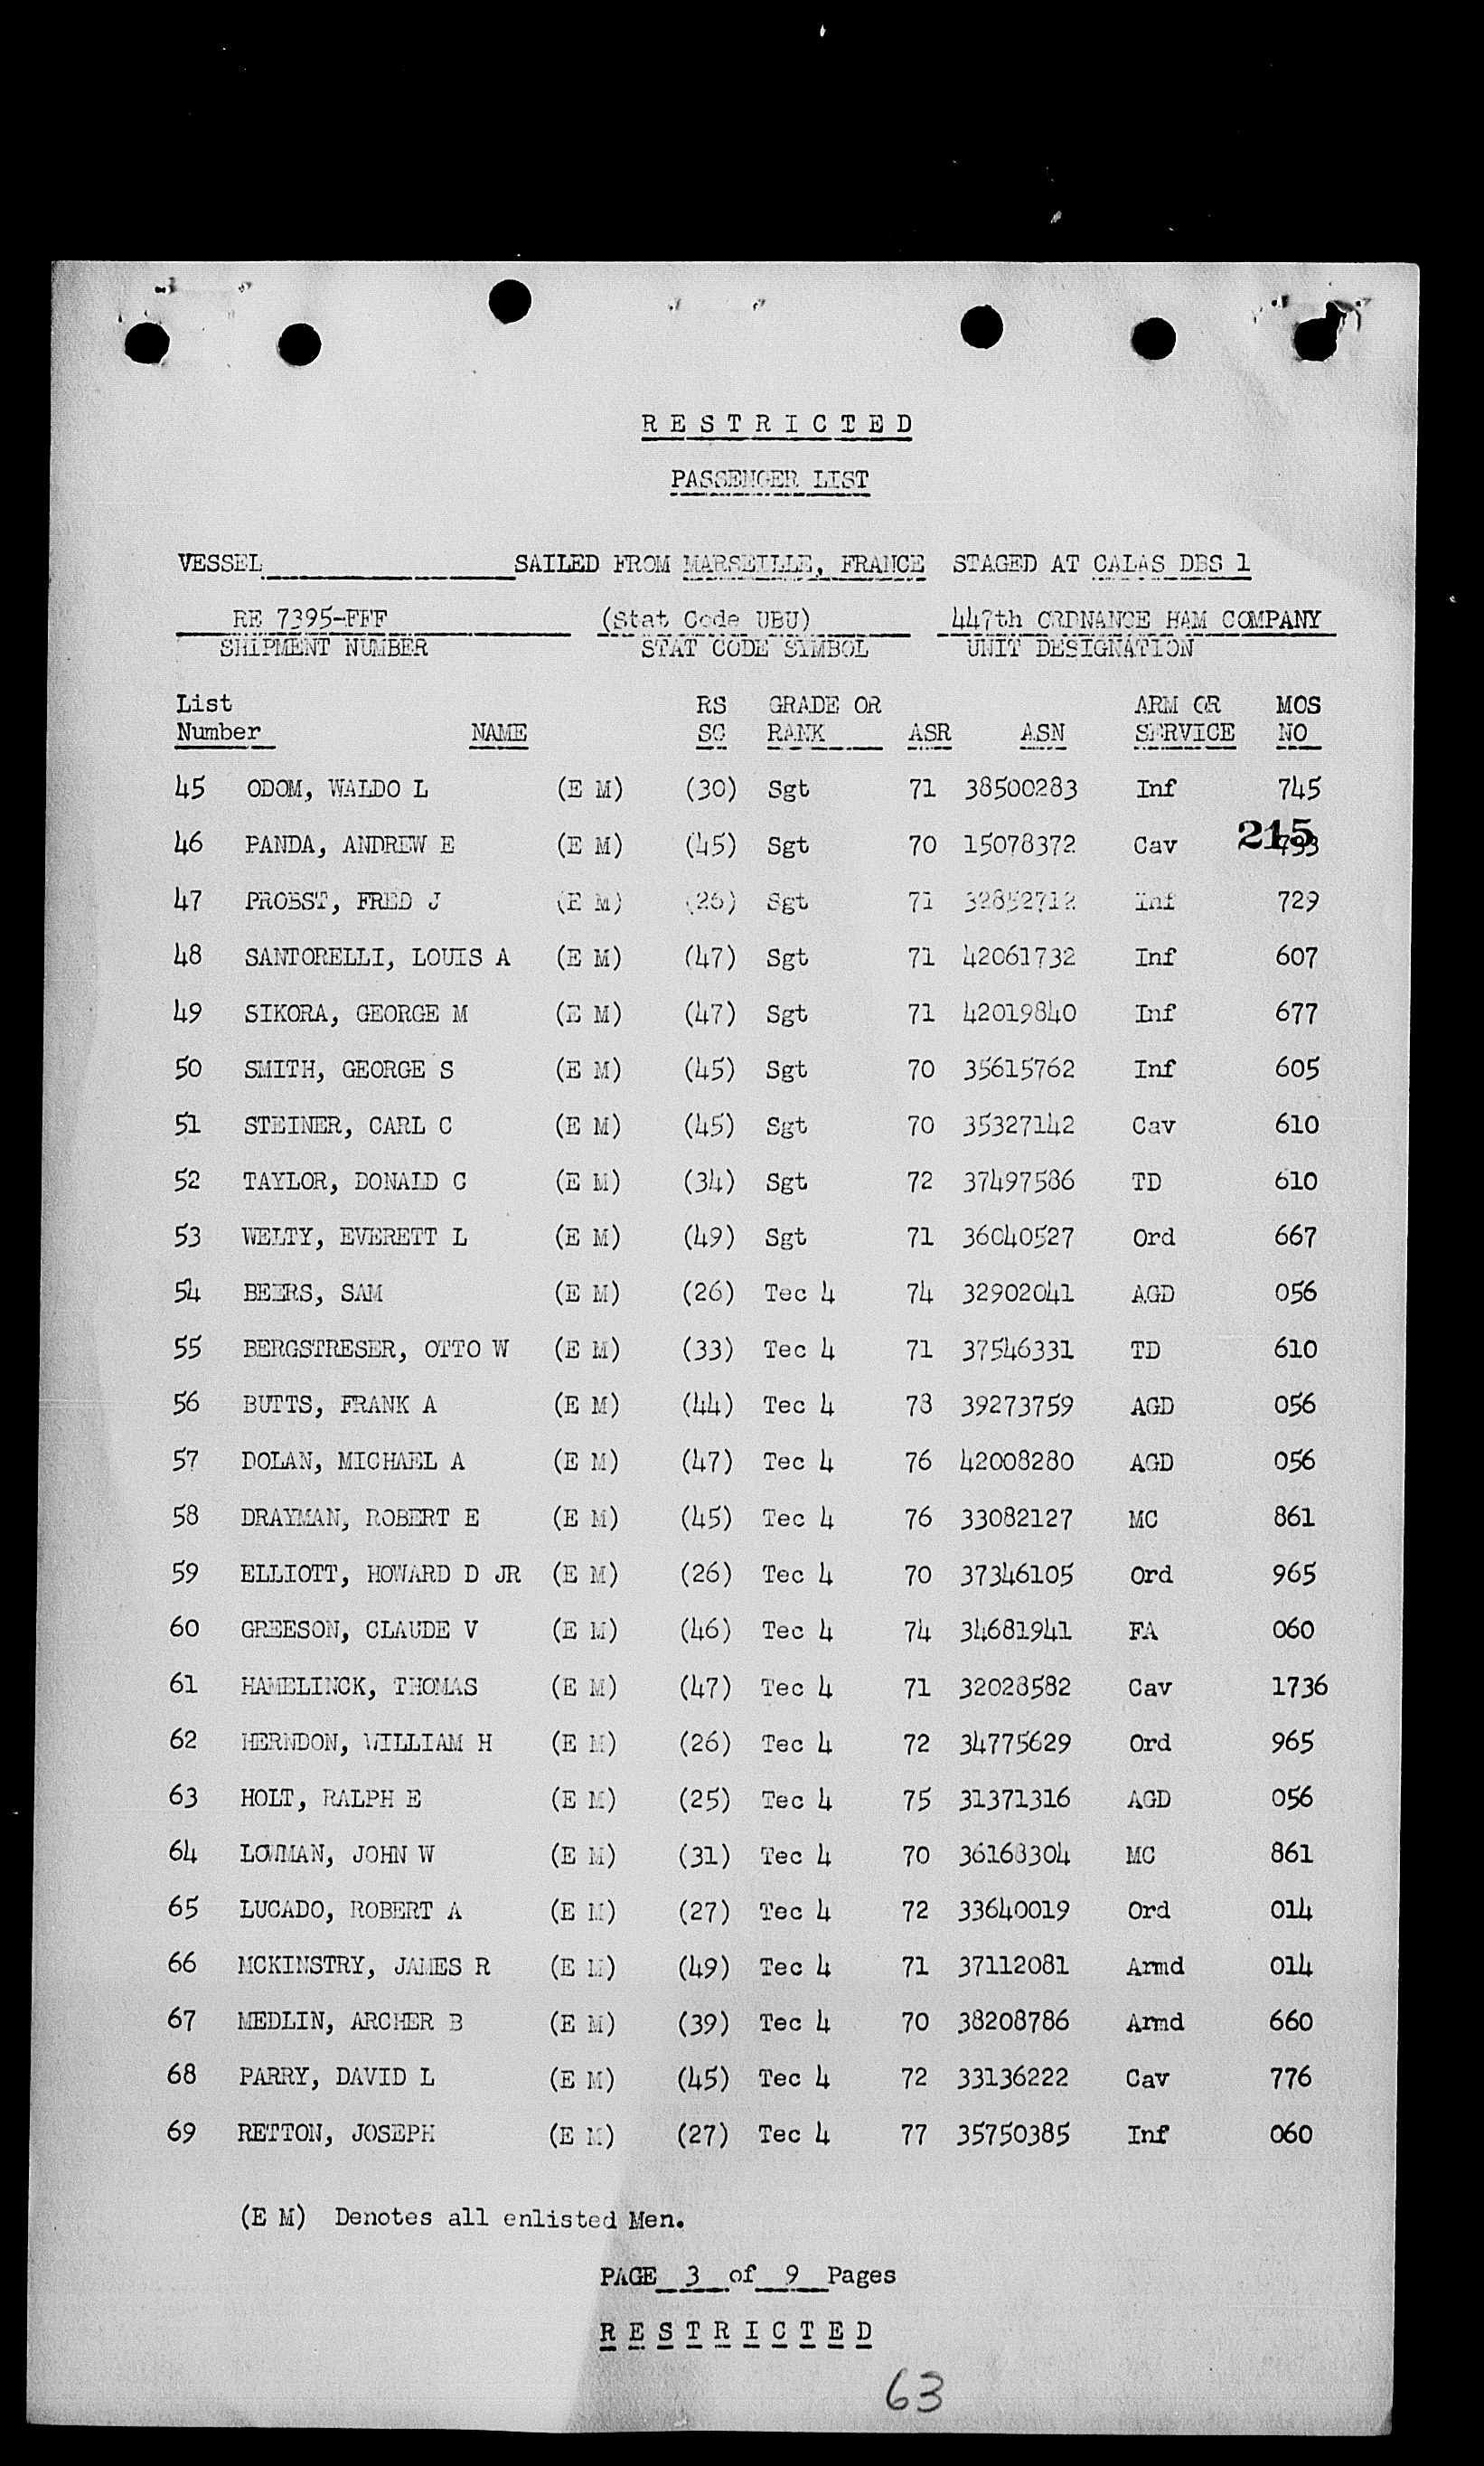 RESTRICTED
PASSENGER LIST
VESSEL SAILED FROM MARSEILLE, FRANCE STAGED AT CALAS DBS 1
RE 7395-FFF (Stat Code UBU) 447th ORDNANCE HAM COMPANY
SHIPMENT NUMBER STAT CODE SYMBOL UNIT DESIGNATION
List RS GRADE OR ARM OR MOS
Number NAME SC RANK ASR ASN SERVICE NO
45 ODOM, WALDO L (E M) (30) Sgt 71 38500283 Inf 745
215
46 PANDA, ANDREW E (E M) (45) Sgt 70 15078372 Cav
47 PROBST, FRED J (E M) (26) Sgt 71 32852712 Inf 729
48 SANTORELLI, LOUIS A (E M) (47) Sgt 71 42061732 Inf 607
49 SIKORA, GEORGE M (E M) (47) Sgt 71 42019840 Inf 677
50 SMITH, GEORGE S (E M) (45) Sgt 70 35615762 Inf 605
51 STEINER, CARL C (E M) (45) Sgt 70 35327142 Cav 610
52 TAYLOR, DONALD C (E M) (34) Sgt 72 37497586 TD 610
53 WELTY, EVERETT L (E M) (49) Sgt 71 36040527 Ord 667
54 BEERS, SAM (E M) (26) Tec 4 74 32902041 AGD 056
55 BERGSTRESER, OTTO W (E M) (33) Tec 4 71 37546331 TD 610
56 BUTTS, FRANK A (E M) (44) Tec 4 78 39273759 AGD 056
57 DOLAN, MICHAEL A (E M) (47) Tec 4 76 42008280 AGD 056
58 DRAYMAN, ROBERT E (E M) (45) Tec 4 76 33082127 MC 861
59 ELLIOTT, HOWARD D JR (E M) (26) Tec 4 70 37346105 Ord 965
60 GREESON, CLAUDE V (E M) (46) Tec 4 74 34681941 FA 060
61 HAMELINCK, THOMAS (E M) (47) Tec 4 71 32028582 Cav 1736
62 HERNDON, WILLIAM H (E M) (26) Tec 4 72 34775629 Ord 965
63 HOLT, RALPH E (E M) (25) Tec 4 75 31371316 AGD 056
64 LOWMAN, JOHN W (E M) (31) Tec 4 70 36168304 MC 861
65 LUCADO, ROBERT A (E M) (27) Tec 4 72 33640019 Ord 014
66 MCKINSTRY, JAMES R (E M) (49) Tec 4 71 37112081 Armd 014
67 MEDLIN, ARCHER B (E M) (39) Tec 4 70 38208786 Armd 660
68 PARRY, DAVID L (E M) (45) Tec 4 72 33136222 Cav 776
69 RETTON, JOSEPH (E M) (27) Tec 4 77 35750385 Inf 060
(E M) Denotes all enlisted Men.
PAGE 3 of 9 Pages
RESTRICTED
63